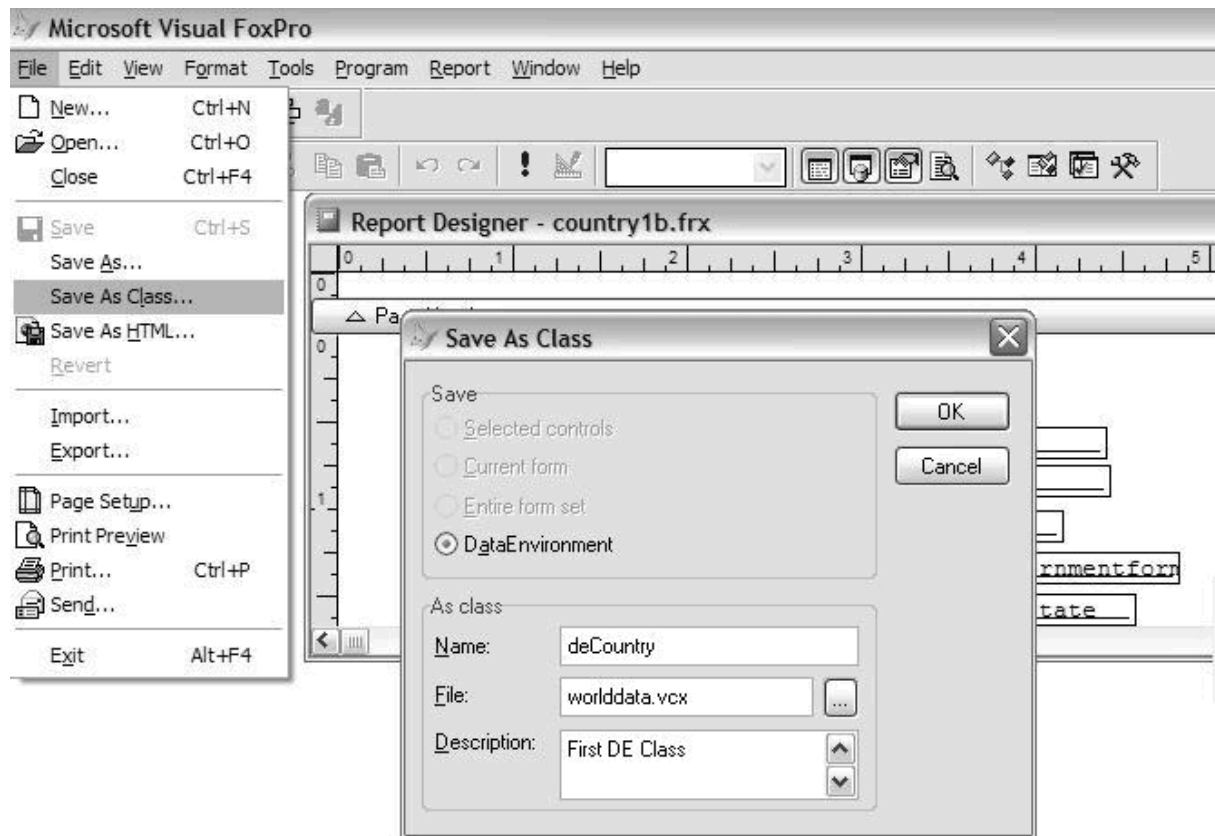 Microsoft Visual FoxPro
File Edit View Format Tools Program Report Window Help
New... Ctrl+N
Open... Ctrl+O
Close Ctrl+F4
Save Ctrl+S
Save As...
Save As Class...
Save As HTML...
Revert
Import...
Export...
Page Setup...
Print Preview
Print... Ctrl+P
Send...
Exit Alt+F4
Report Designer - country1b.frx
0 1 2 3 4 5
0
0
1
Save As Class
Save
Selected controls
Current form
Entire form set
DataEnvironment
OK
Cancel
As class
Name: deCountry
File: worlddata.vcx ...
Description: First DE Class
rnmentform
tate